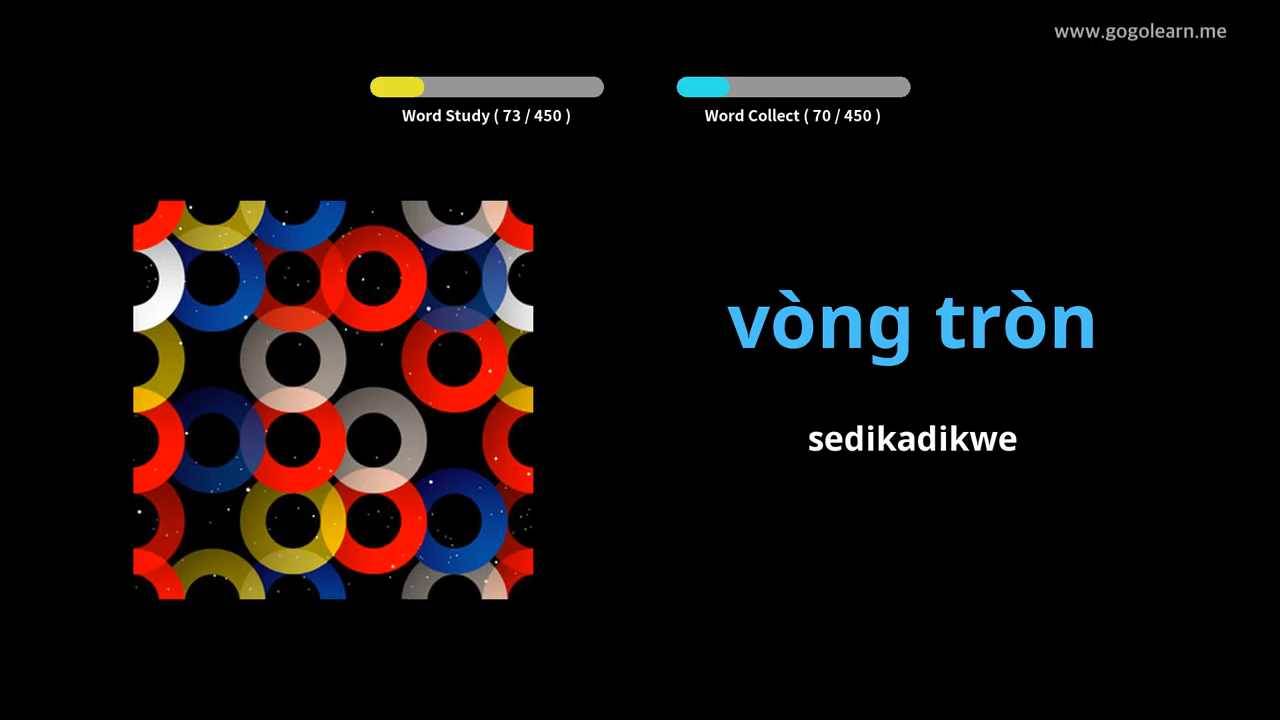 www.gogolearn.me
Word Study ( 73 / 450 )
Word Collect ( 70 / 450 )
vòng tròn
sedikadikwe